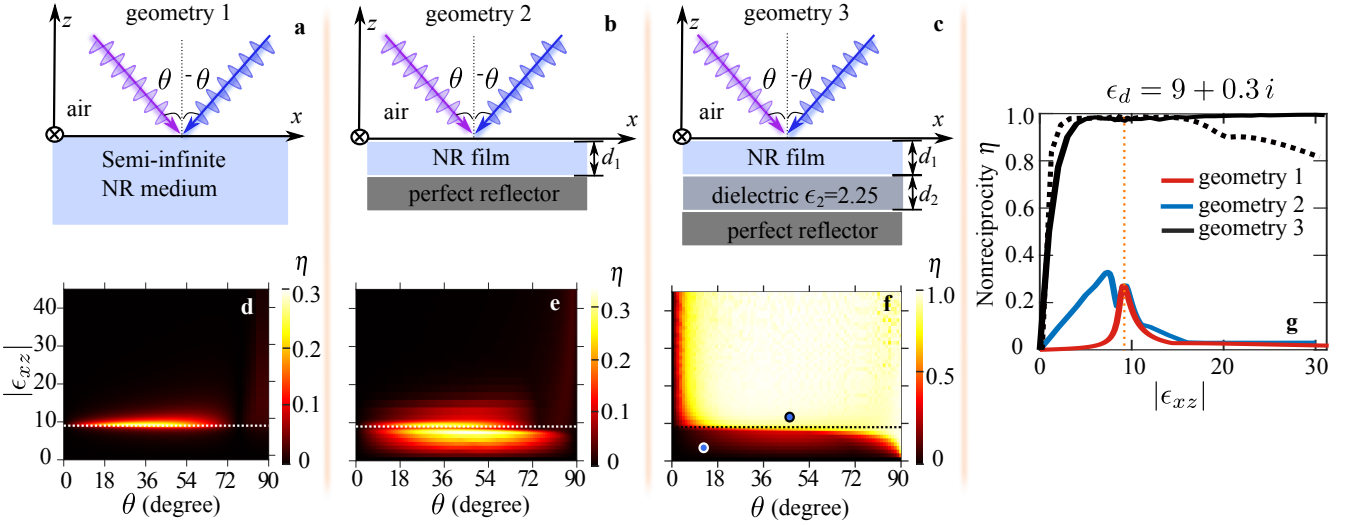 geometry 1
a
z
θ
-θ
air
x
Semi-infinite
NR medium
geometry 2
b
z
θ
-θ
air
x
NR film
d₁
perfect reflector
geometry 3
c
z
θ
-θ
air
x
NR film
d₁
dielectric ϵ₂=2.25
d₂
perfect reflector
d
η
0.3
0.2
0.1
0
|ϵxz|
40
30
20
10
0
0 18 36 54 72 90
θ (degree)
e
η
0.3
0.2
0.1
0
0 18 36 54 72 90
θ (degree)
f
η
1.0
0.5
0
0 18 36 54 72 90
θ (degree)
ϵd = 9 + 0.3 i
Nonreciprocity η
1.0
0.8
0.6
0.4
0.2
0
geometry 1
geometry 2
geometry 3
g
0 10 20 30
|ϵxz|